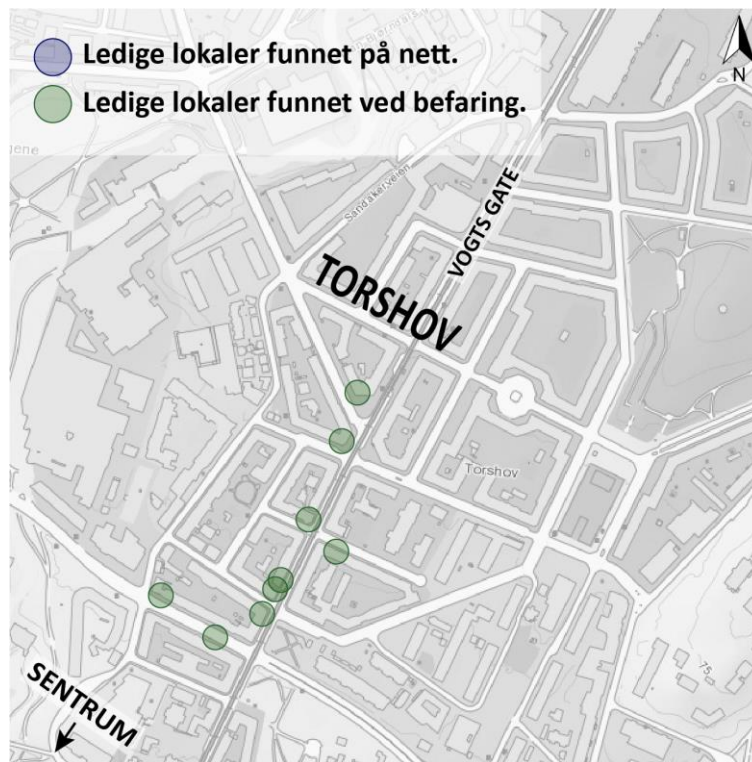 Ledige lokaler funnet på nett.
Ledige lokaler funnet ved befaring.
N
Sandakerveien
VOGTS GATE
TORSHOV
Torshov
SENTRUM
75